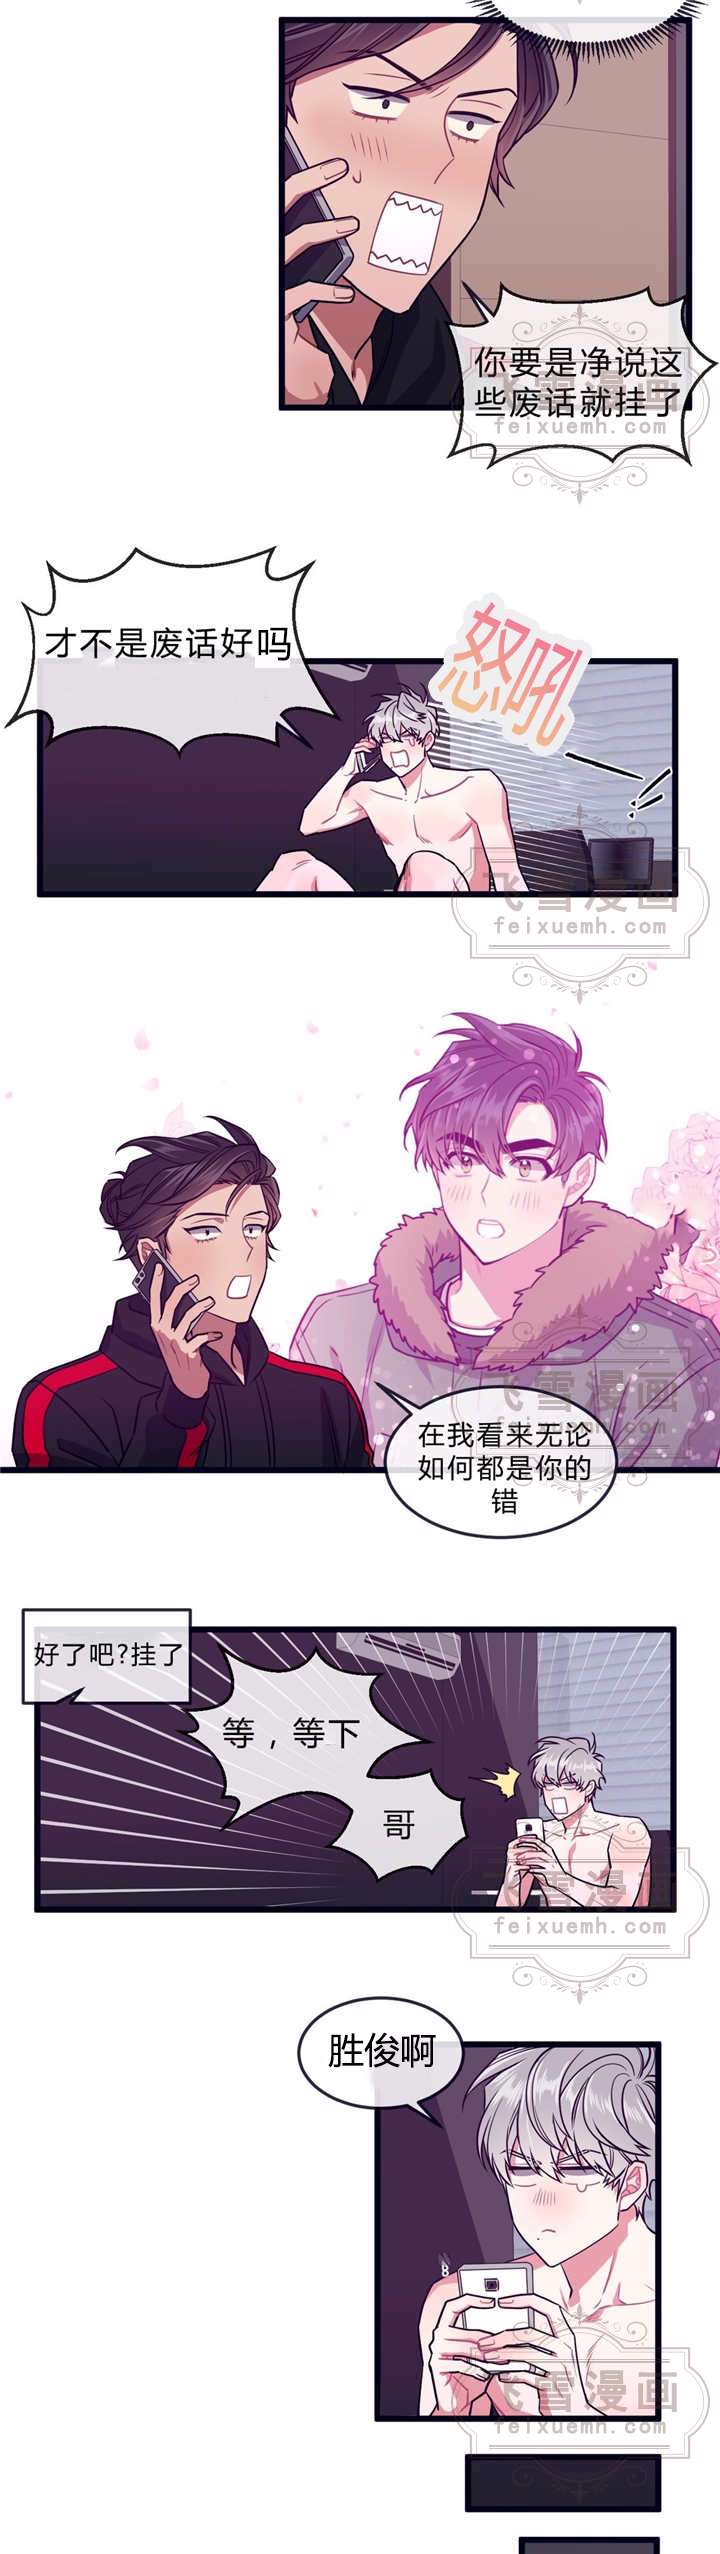 你要是净说这
些废话就挂了
飞雪漫画
feixuemh.com
才不是废话好吗
怒吼
飞雪漫画
feixuemh.com
飞雪漫画
在我看来无论
如何都是你的
错
好了吧?挂了
等，等下
哥
飞雪漫画
feixuemh.com
胜俊啊
飞雪漫画
feixuemh.com